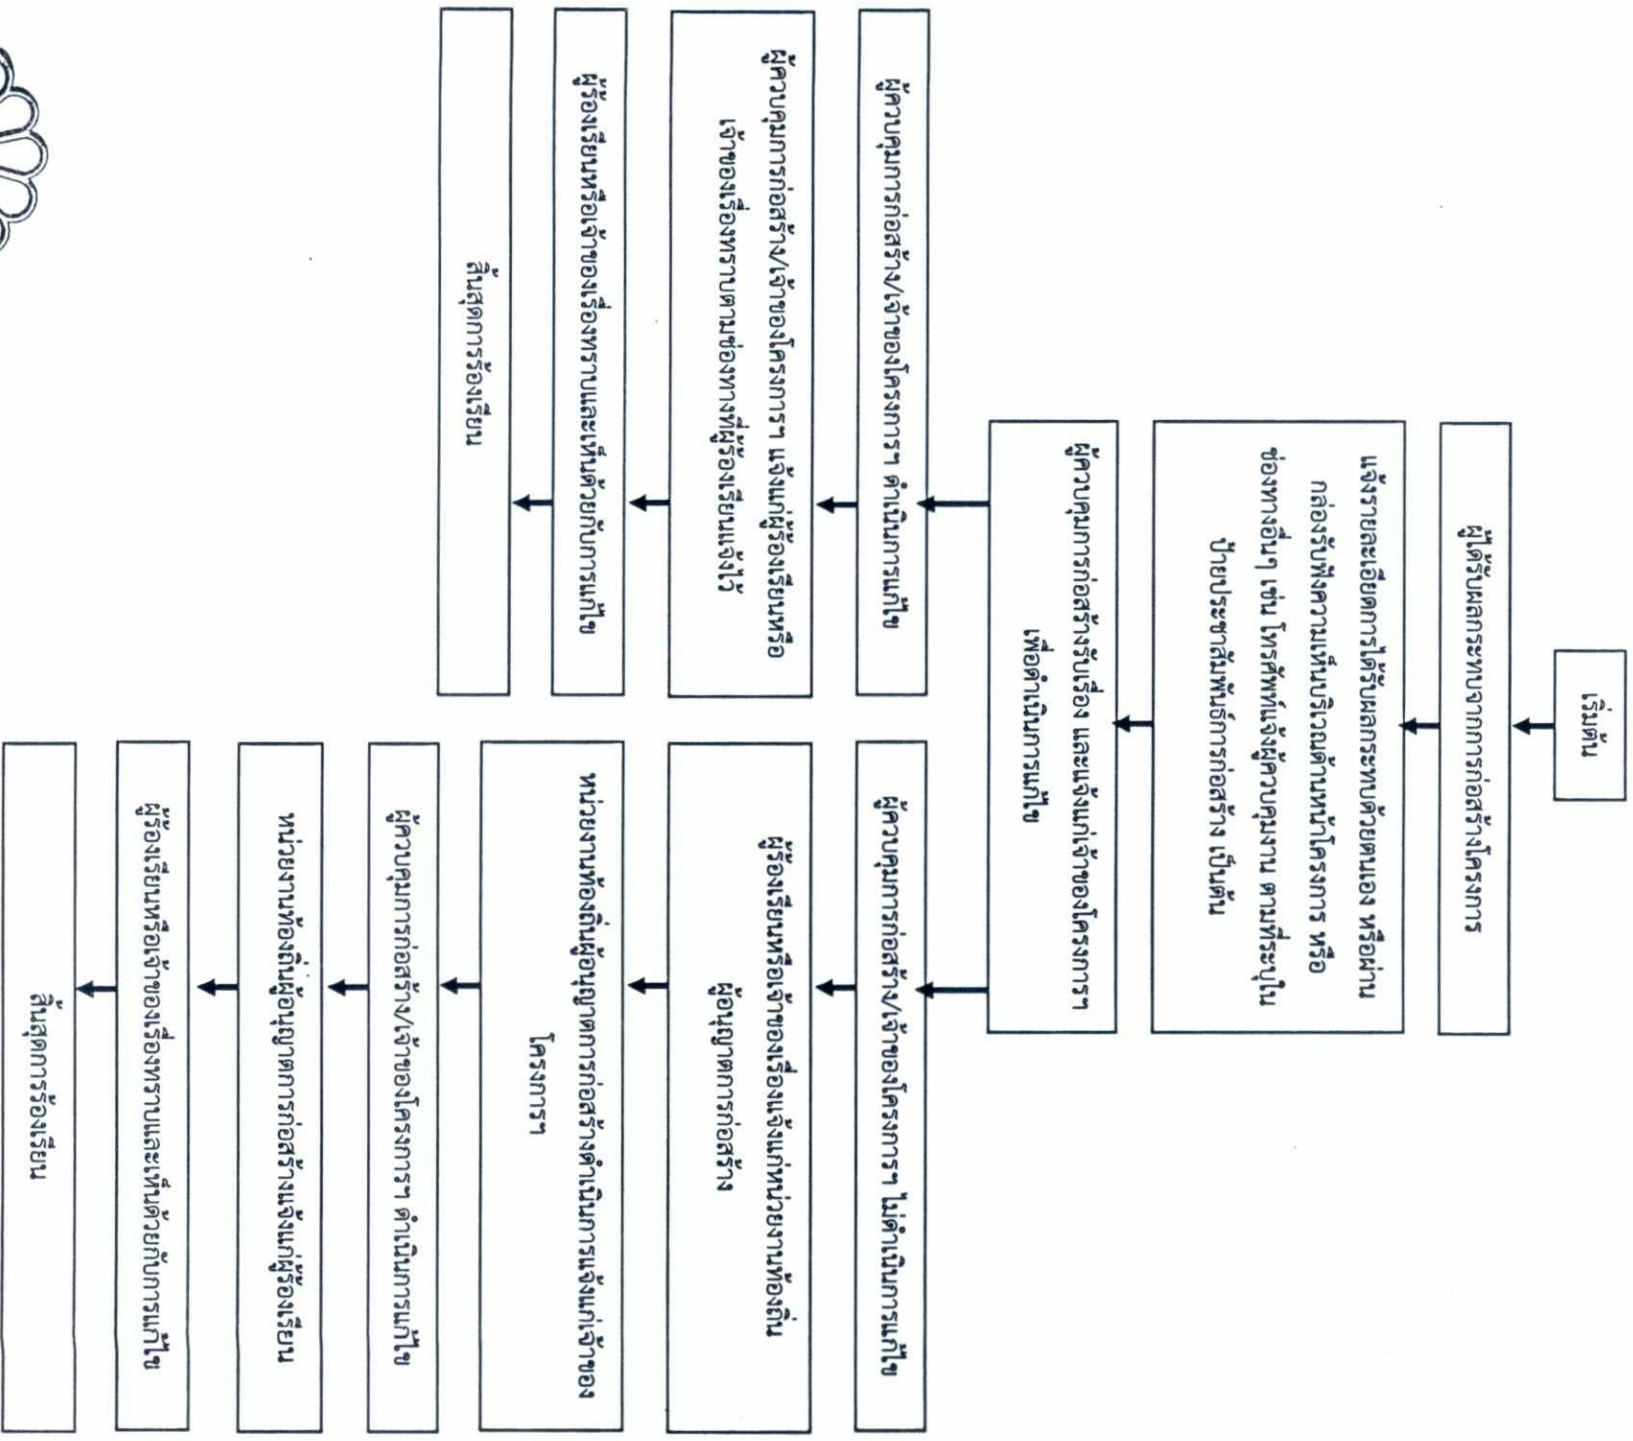 เริ่มต้น
ผู้ได้รับผลกระทบจากการก่อสร้างโครงการ
แจ้งรายละเอียดการได้รับผลกระทบด้วยตนเอง หรือผ่าน
กล่องรับฟังความเห็นบริเวณด้านหน้าโครงการ หรือ
ช่องทางอื่นๆ เช่น โทรศัพท์แจ้งผู้ควบคุมงาน ตามที่ระบุใน
ป้ายประชาสัมพันธ์การก่อสร้าง เป็นต้น
ผู้ควบคุมการก่อสร้างรับเรื่อง และแจ้งแก่เจ้าของโครงการฯ
เพื่อดำเนินการแก้ไข
ผู้ควบคุมการก่อสร้าง/เจ้าของโครงการฯ ดำเนินการแก้ไข
ผู้ควบคุมการก่อสร้าง/เจ้าของโครงการฯ แจ้งแก่ผู้ร้องเรียนหรือ
เจ้าของเรื่องทราบตามช่องทางที่ผู้ร้องเรียนแจ้งไว้
ผู้ร้องเรียนหรือเจ้าของเรื่องทราบและเห็นด้วยกับการแก้ไข
สิ้นสุดการร้องเรียน
ผู้ควบคุมการก่อสร้าง/เจ้าของโครงการฯ ไม่ดำเนินการแก้ไข
ผู้ร้องเรียนหรือเจ้าของเรื่องแจ้งแก่หน่วยงานท้องถิ่น
ผู้อนุญาตการก่อสร้าง
หน่วยงานท้องถิ่นผู้อนุญาตการก่อสร้างดำเนินการแจ้งแก่เจ้าของ
โครงการฯ
ผู้ควบคุมการก่อสร้าง/เจ้าของโครงการฯ ดำเนินการแก้ไข
หน่วยงานท้องถิ่นผู้อนุญาตการก่อสร้างแจ้งแก่ผู้ร้องเรียน
ผู้ร้องเรียนหรือเจ้าของเรื่องทราบและเห็นด้วยกับการแก้ไข
สิ้นสุดการร้องเรียน